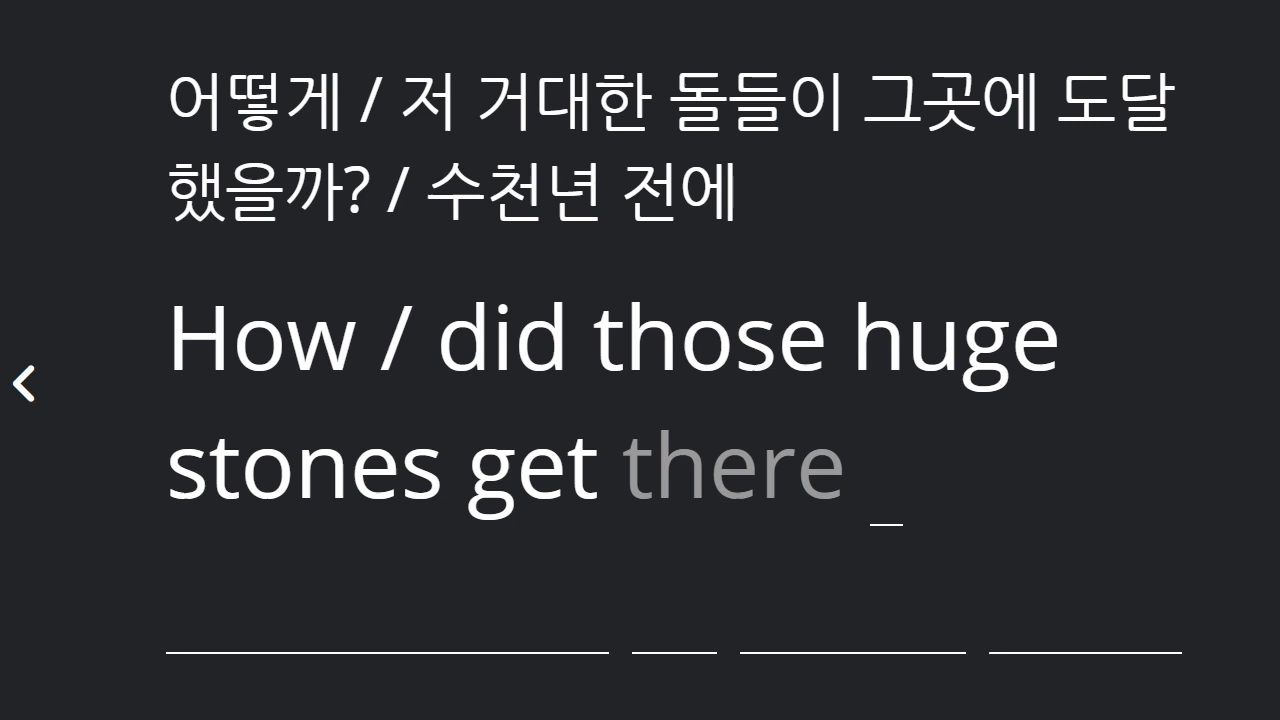 어떻게 / 저 거대한 돌들이 그곳에 도달
했을까? / 수천년 전에
How / did those huge
stones get there _